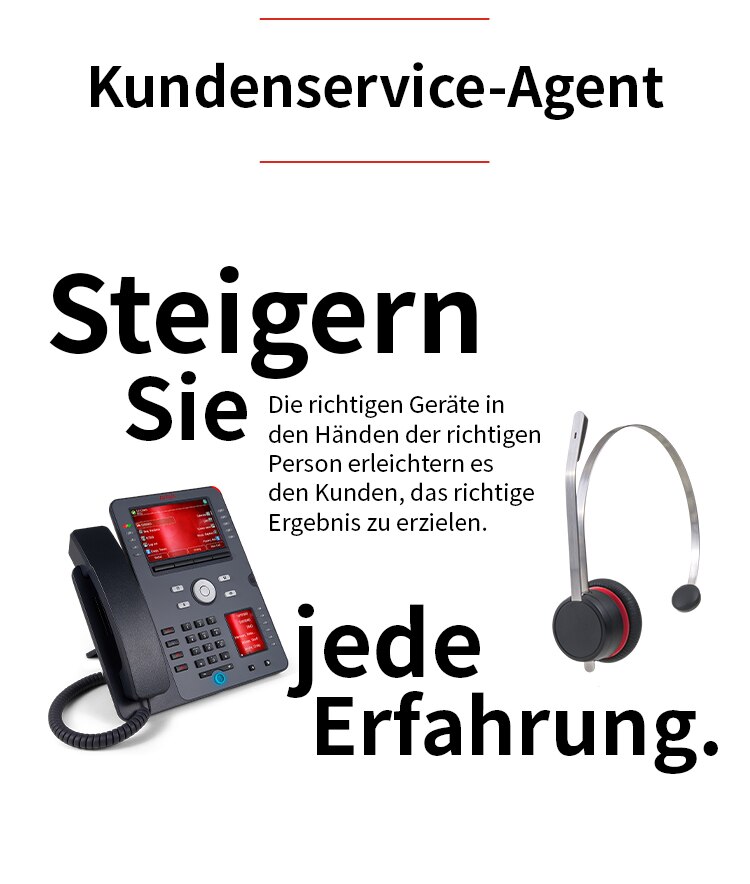 Kundenservice-Agent
Steigern
Sie
Die richtigen Geräte in
den Händen der richtigen
Person erleichtern es
den Kunden, das richtige
Ergebnis zu erzielen.
jede
Erfahrung.